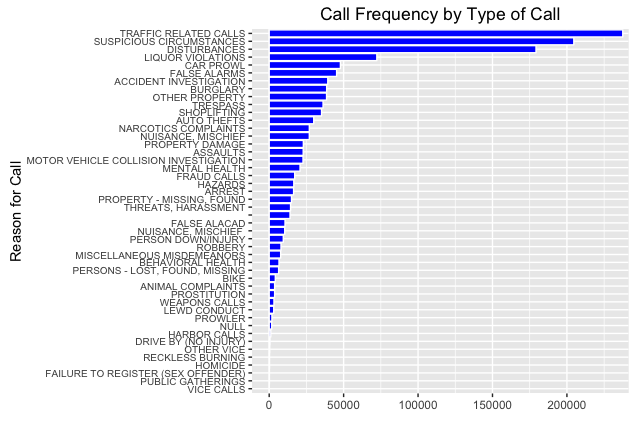 Call Frequency by Type of Call
Reason for Call
TRAFFIC RELATED CALLS
SUSPICIOUS CIRCUMSTANCES
DISTURBANCES
LIQUOR VIOLATIONS
CAR PROWL
FALSE ALARMS
ACCIDENT INVESTIGATION
BURGLARY
OTHER PROPERTY
TRESPASS
SHOPLIFTING
AUTO THEFTS
NARCOTICS COMPLAINTS
NUISANCE, MISCHIEF
PROPERTY DAMAGE
ASSAULTS
MOTOR VEHICLE COLLISION INVESTIGATION
MENTAL HEALTH
FRAUD CALLS
HAZARDS
ARREST
PROPERTY - MISSING, FOUND
THREATS, HARASSMENT
FALSE ALACAD
NUISANCE, MISCHIEF
PERSON DOWN/INJURY
ROBBERY
MISCELLANEOUS MISDEMEANORS
BEHAVIORAL HEALTH
PERSONS - LOST, FOUND, MISSING
BIKE
ANIMAL COMPLAINTS
PROSTITUTION
WEAPONS CALLS
LEWD CONDUCT
PROWLER
NULL
HARBOR CALLS
DRIVE BY (NO INJURY)
OTHER VICE
RECKLESS BURNING
HOMICIDE
FAILURE TO REGISTER (SEX OFFENDER)
PUBLIC GATHERINGS
VICE CALLS
0 50000 100000 150000 200000